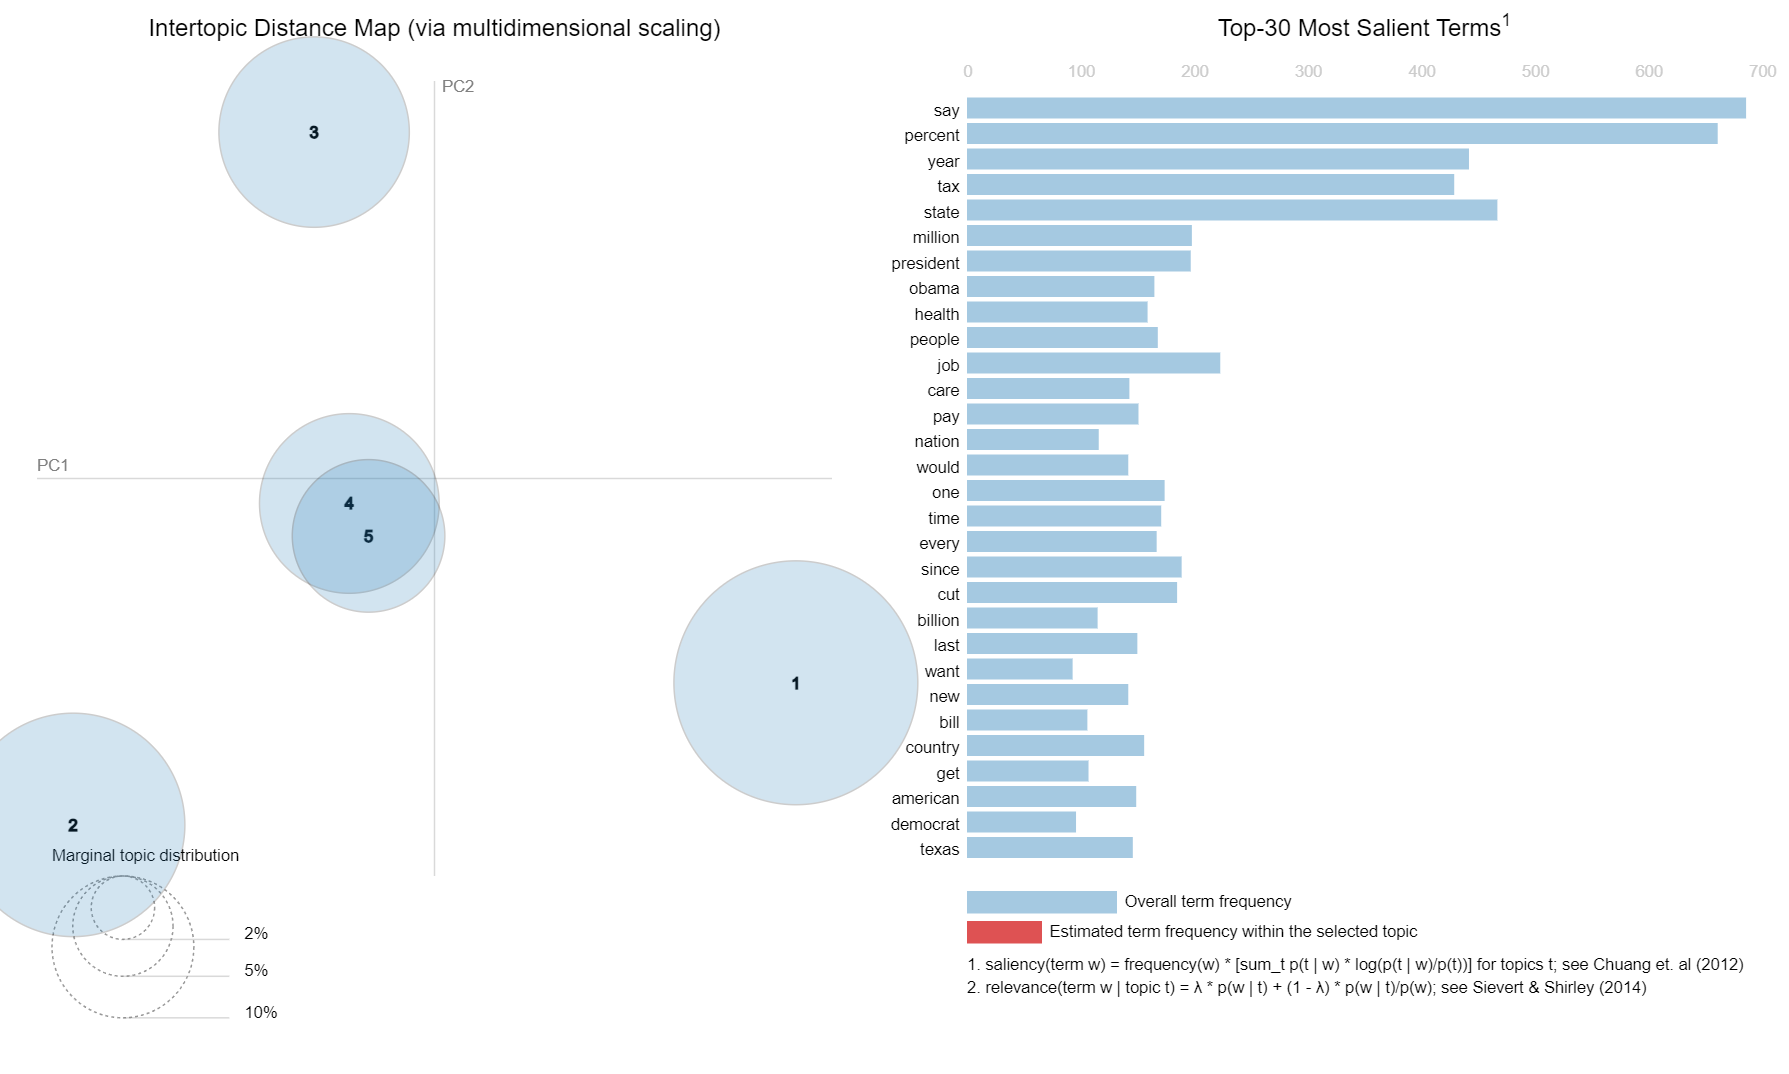 Intertopic Distance Map (via multidimensional scaling)
PC2
PC1
3
4
5
1
2
Marginal topic distribution
2%
5%
10%
Top-30 Most Salient Terms1
0 100 200 300 400 500 600 700
say
percent
year
tax
state
million
president
obama
health
people
job
care
pay
nation
would
one
time
every
since
cut
billion
last
want
new
bill
country
get
american
democrat
texas
Overall term frequency
Estimated term frequency within the selected topic
1. saliency(term w) = frequency(w) * [sum_t p(t | w) * log(p(t | w)/p(t))] for topics t; see Chuang et. al (2012)
2. relevance(term w | topic t) = λ * p(w | t) + (1 - λ) * p(w | t)/p(w); see Sievert & Shirley (2014)